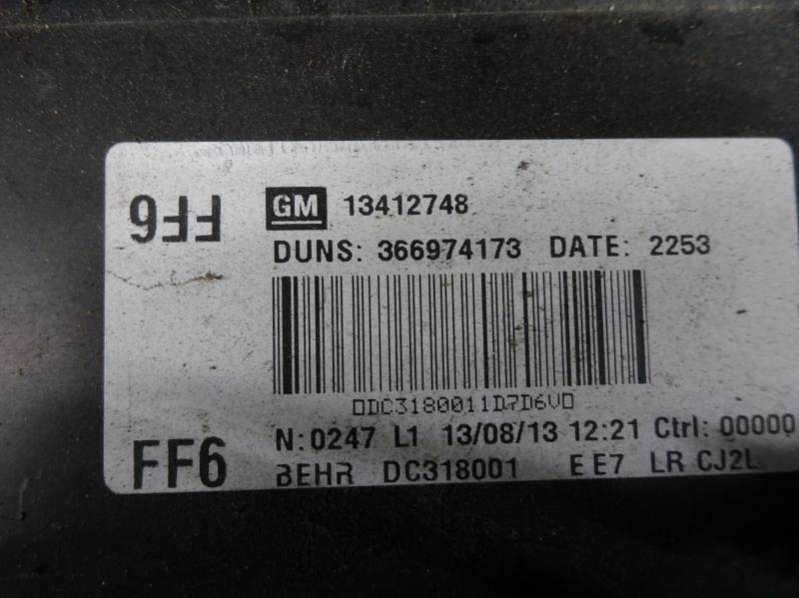 FF6
GM 13412748
DUNS: 366974173 DATE: 2253
0DC3180011D7D6V0
N:0247 L1 13/08/13 12:21 Ctrl: 00000
FF6
BEHR DC318001 E E7 LR CJ2L